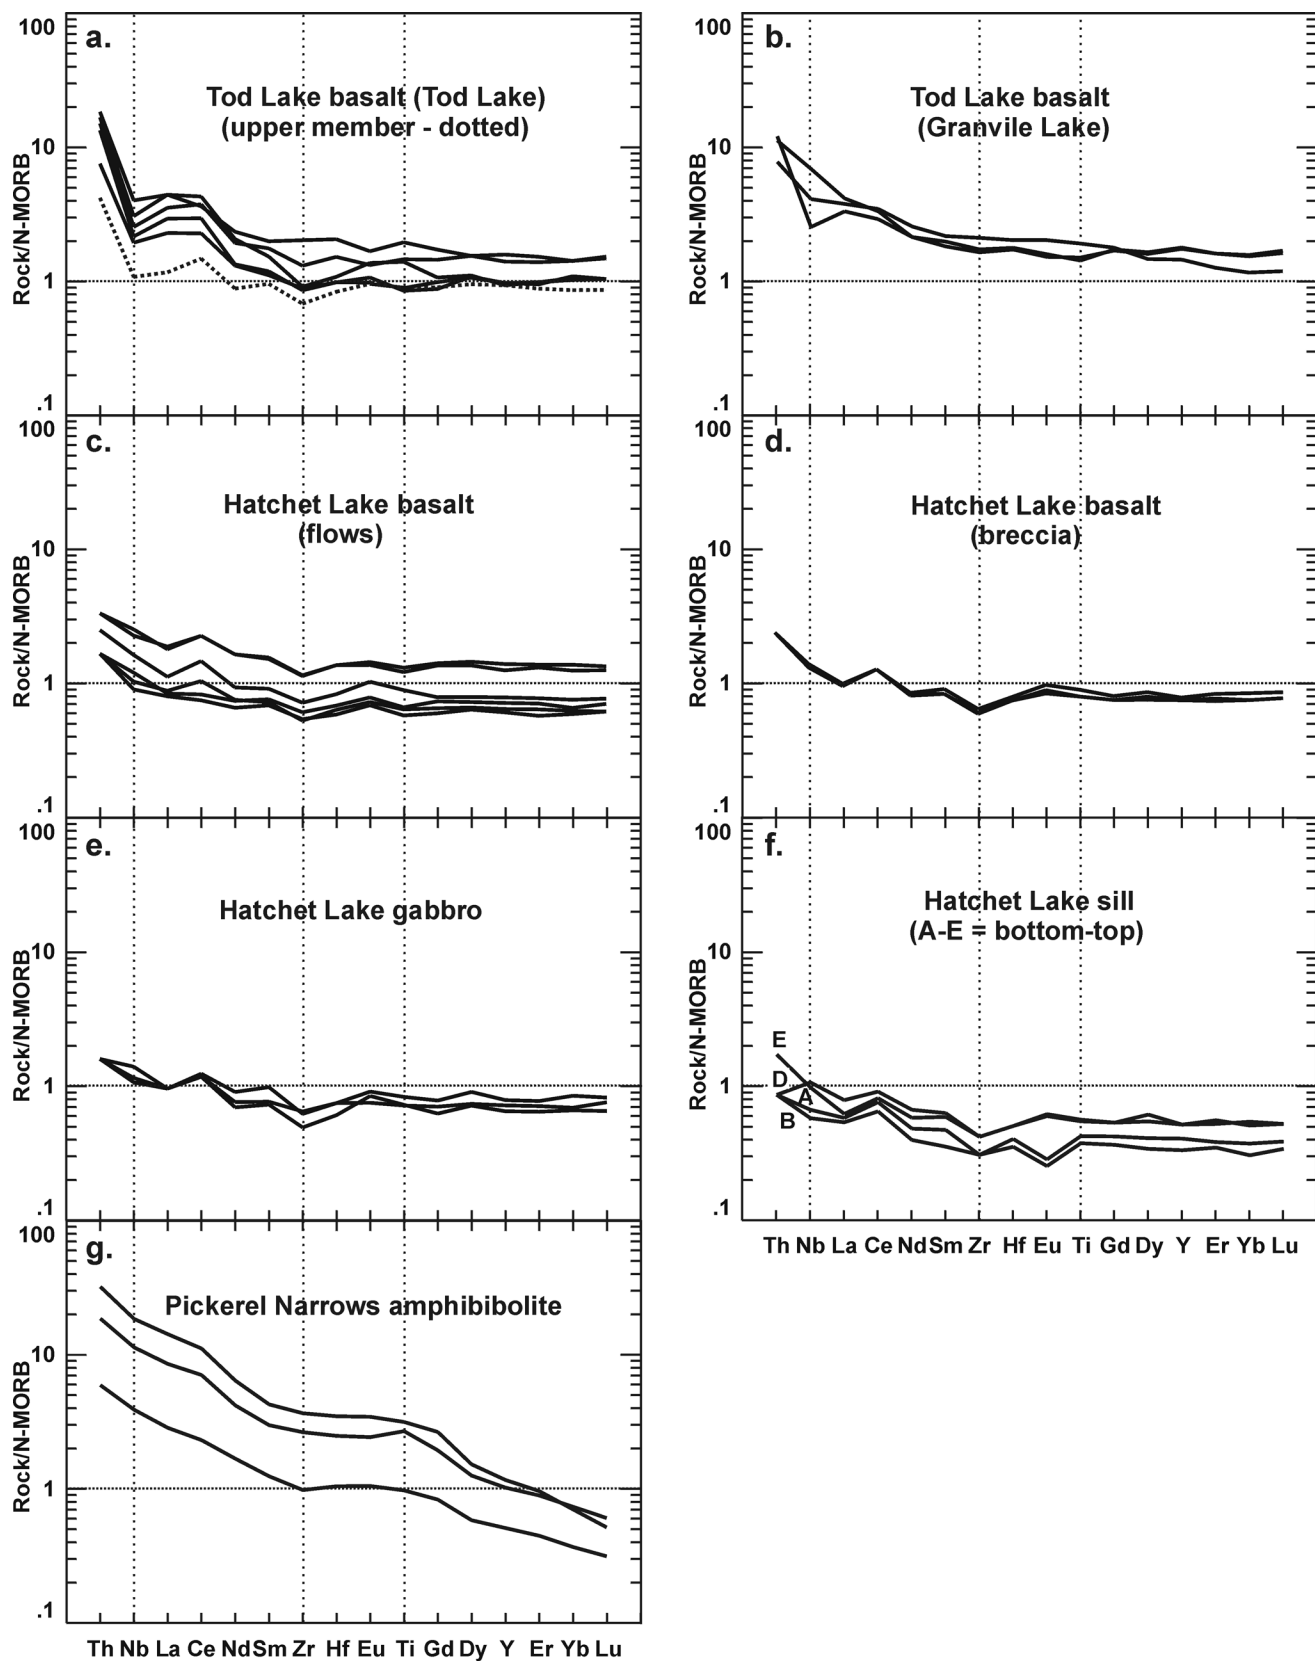 a.
Tod Lake basalt (Tod Lake)
(upper member - dotted)
100
10
1
Rock/N-MORB
.1
b.
Tod Lake basalt
(Granvile Lake)
100
10
1
Rock/N-MORB
.1
c.
Hatchet Lake basalt
(flows)
100
10
1
Rock/N-MORB
.1
d.
Hatchet Lake basalt
(breccia)
100
10
1
Rock/N-MORB
.1
e.
Hatchet Lake gabbro
100
10
1
Rock/N-MORB
.1
f.
Hatchet Lake sill
(A-E = bottom-top)
100
10
1
Rock/N-MORB
.1
E
D
A
B
Th Nb La Ce Nd Sm Zr Hf Eu Ti Gd Dy Y Er Yb Lu
g.
Pickerel Narrows amphibibolite
100
10
1
Rock/N-MORB
.1
Th Nb La Ce Nd Sm Zr Hf Eu Ti Gd Dy Y Er Yb Lu